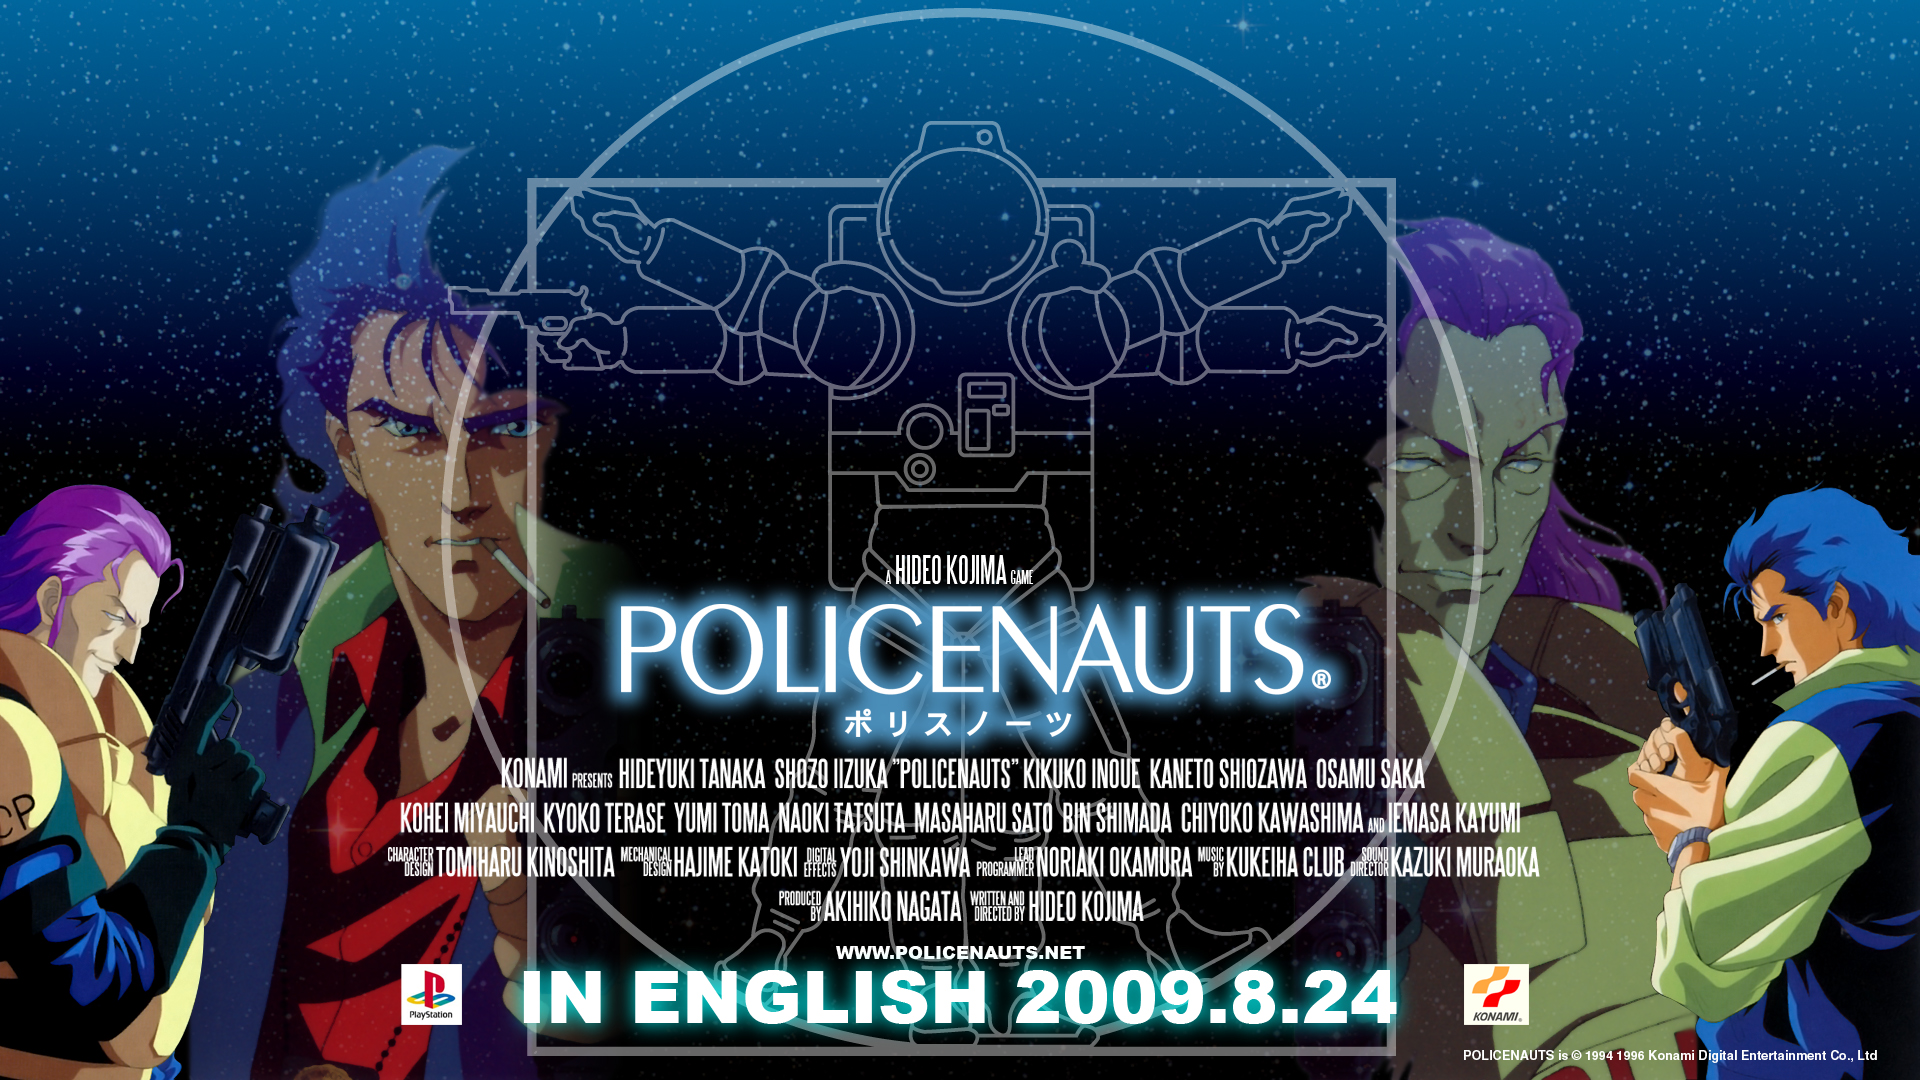 A HIDEO KOJIMA GAME
POLICENAUTS®
ポリスノーツ
KONAMI PRESENTS HIDEYUKI TANAKA SHOZO IIZUKA "POLICENAUTS" KIKUKO INOUE KANETO SHIOZAWA OSAMU SAKA
KOHEI MIYAUCHI KYOKO TERASE YUMI TOMA NAOKI TATSUTA MASAHARU SATO BIN SHIMADA CHIYOKO KAWASHIMA AND IEMASA KAYUMI
CHARACTER DESIGN TOMIHARU KINOSHITA MECHANICAL DESIGN HAJIME KATOKI DIGITAL EFFECTS YOJI SHINKAWA LEAD PROGRAMMER NORIAKI OKAMURA MUSIC BY KUKEIHA CLUB SOUND DIRECTOR KAZUKI MURAOKA
PRODUCED BY AKIHIKO NAGATA WRITTEN AND DIRECTED BY HIDEO KOJIMA
WWW.POLICENAUTS.NET
IN ENGLISH 2009.8.24
PlayStation
KONAMI®
POLICENAUTS is © 1994 1996 Konami Digital Entertainment Co., Ltd
CP